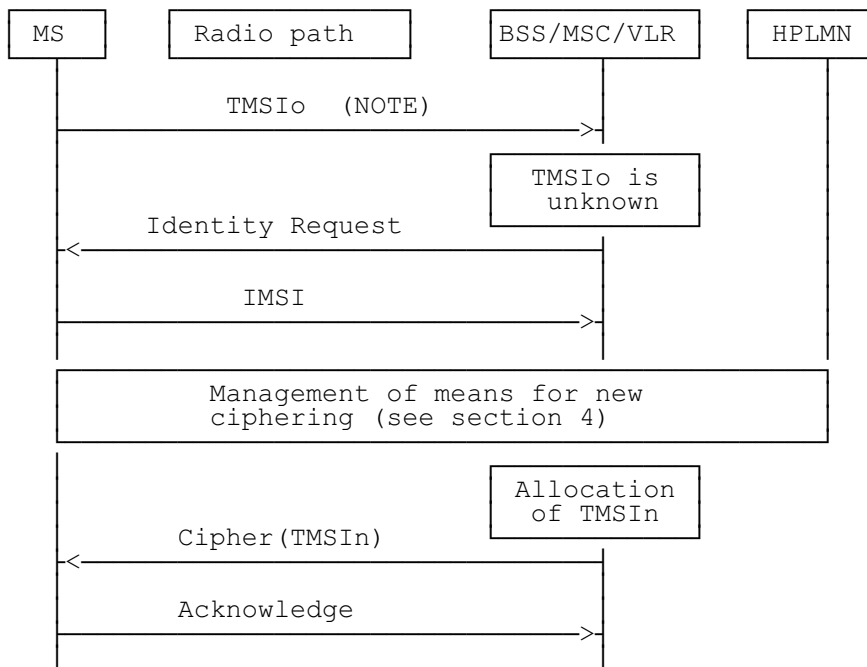 MS
Radio path
BSS/MSC/VLR
HPLMN
TMSIo (NOTE)
TMSIo is
unknown
Identity Request
IMSI
Management of means for new
ciphering (see section 4)
Allocation
of TMSIn
Cipher(TMSIn)
Acknowledge